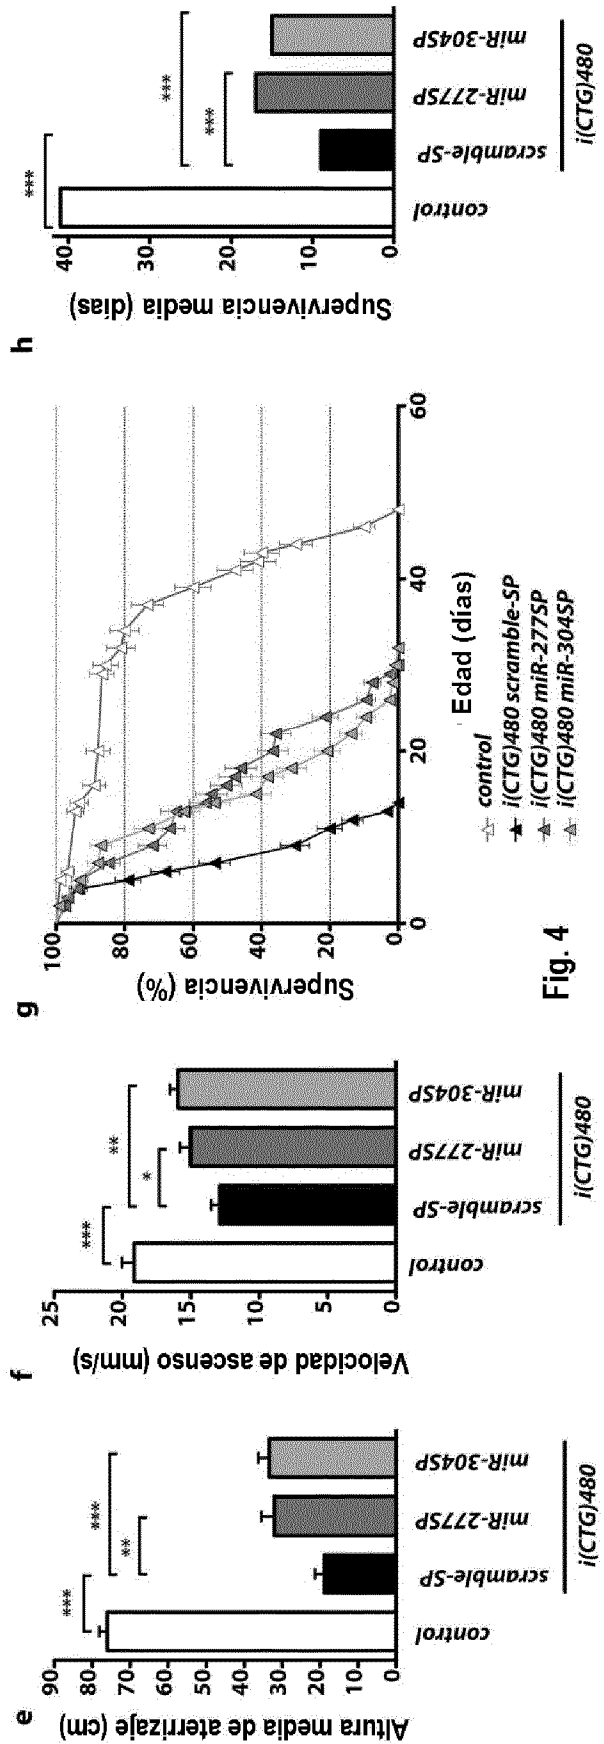 e
Altura media de aterrizaje (cm)
90
80
70
60
50
40
30
20
10
0
***
**
***
control
scramble-SP
miR-277SP
miR-304SP
i(CTG)480
f
Velocidad de ascenso (mm/s)
25
20
15
10
5
0
***
*
**
control
scramble-SP
miR-277SP
miR-304SP
i(CTG)480
g
Supervivencia (%)
100
80
60
40
20
0
0
20
40
60
Edad (días)
control
i(CTG)480 scramble-SP
i(CTG)480 miR-277SP
i(CTG)480 miR-304SP
h
Supervivencia media (días)
40
30
20
10
0
***
***
***
control
scramble-SP
miR-277SP
miR-304SP
i(CTG)480
Fig. 4